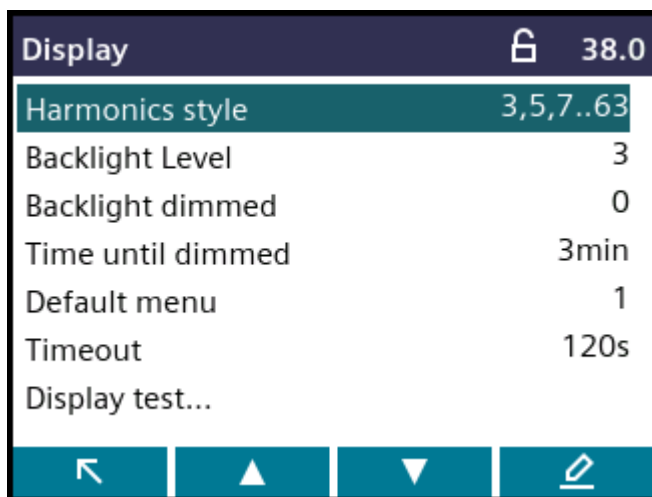 Display 38.0
Harmonics style 3,5,7..63
Backlight Level 3
Backlight dimmed 0
Time until dimmed 3min
Default menu 1
Timeout 120s
Display test...